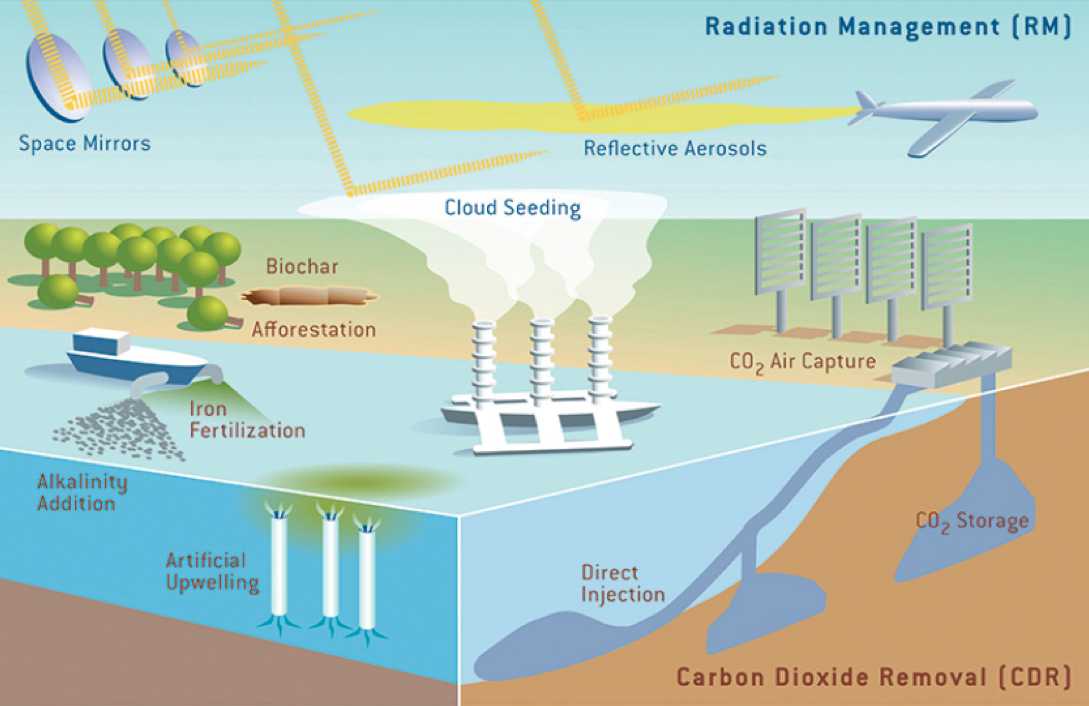 Radiation Management (RM)
Space Mirrors
Reflective Aerosols
Cloud Seeding
Biochar
Afforestation
CO₂ Air Capture
Iron
Fertilization
Alkalinity
Addition
Artificial
Upwelling
CO₂ Storage
Direct
Injection
Carbon Dioxide Removal (CDR)